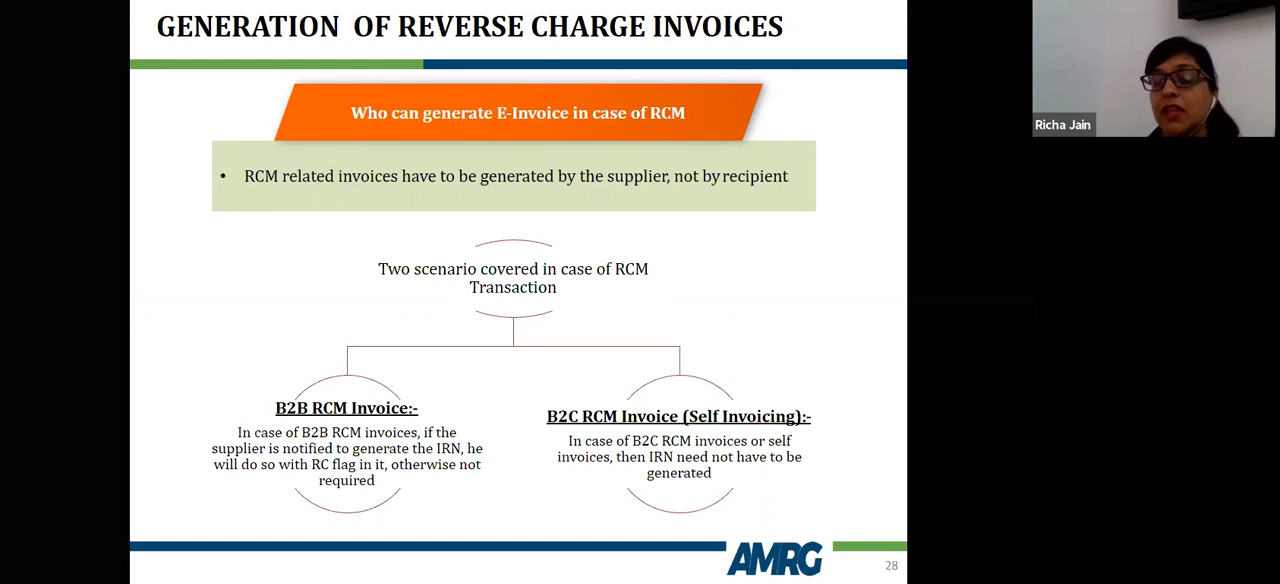 GENERATION OF REVERSE CHARGE INVOICES
Who can generate E-Invoice in case of RCM
• RCM related invoices have to be generated by the supplier, not by recipient
Two scenario covered in case of RCM
Transaction
B2B RCM Invoice:-
In case of B2B RCM invoices, if the
supplier is notified to generate the IRN, he
will do so with RC flag in it, otherwise not
required
B2C RCM Invoice (Self Invoicing):-
In case of B2C RCM invoices or self
invoices, then IRN need not have to be
generated
AMRG
28
Richa Jain